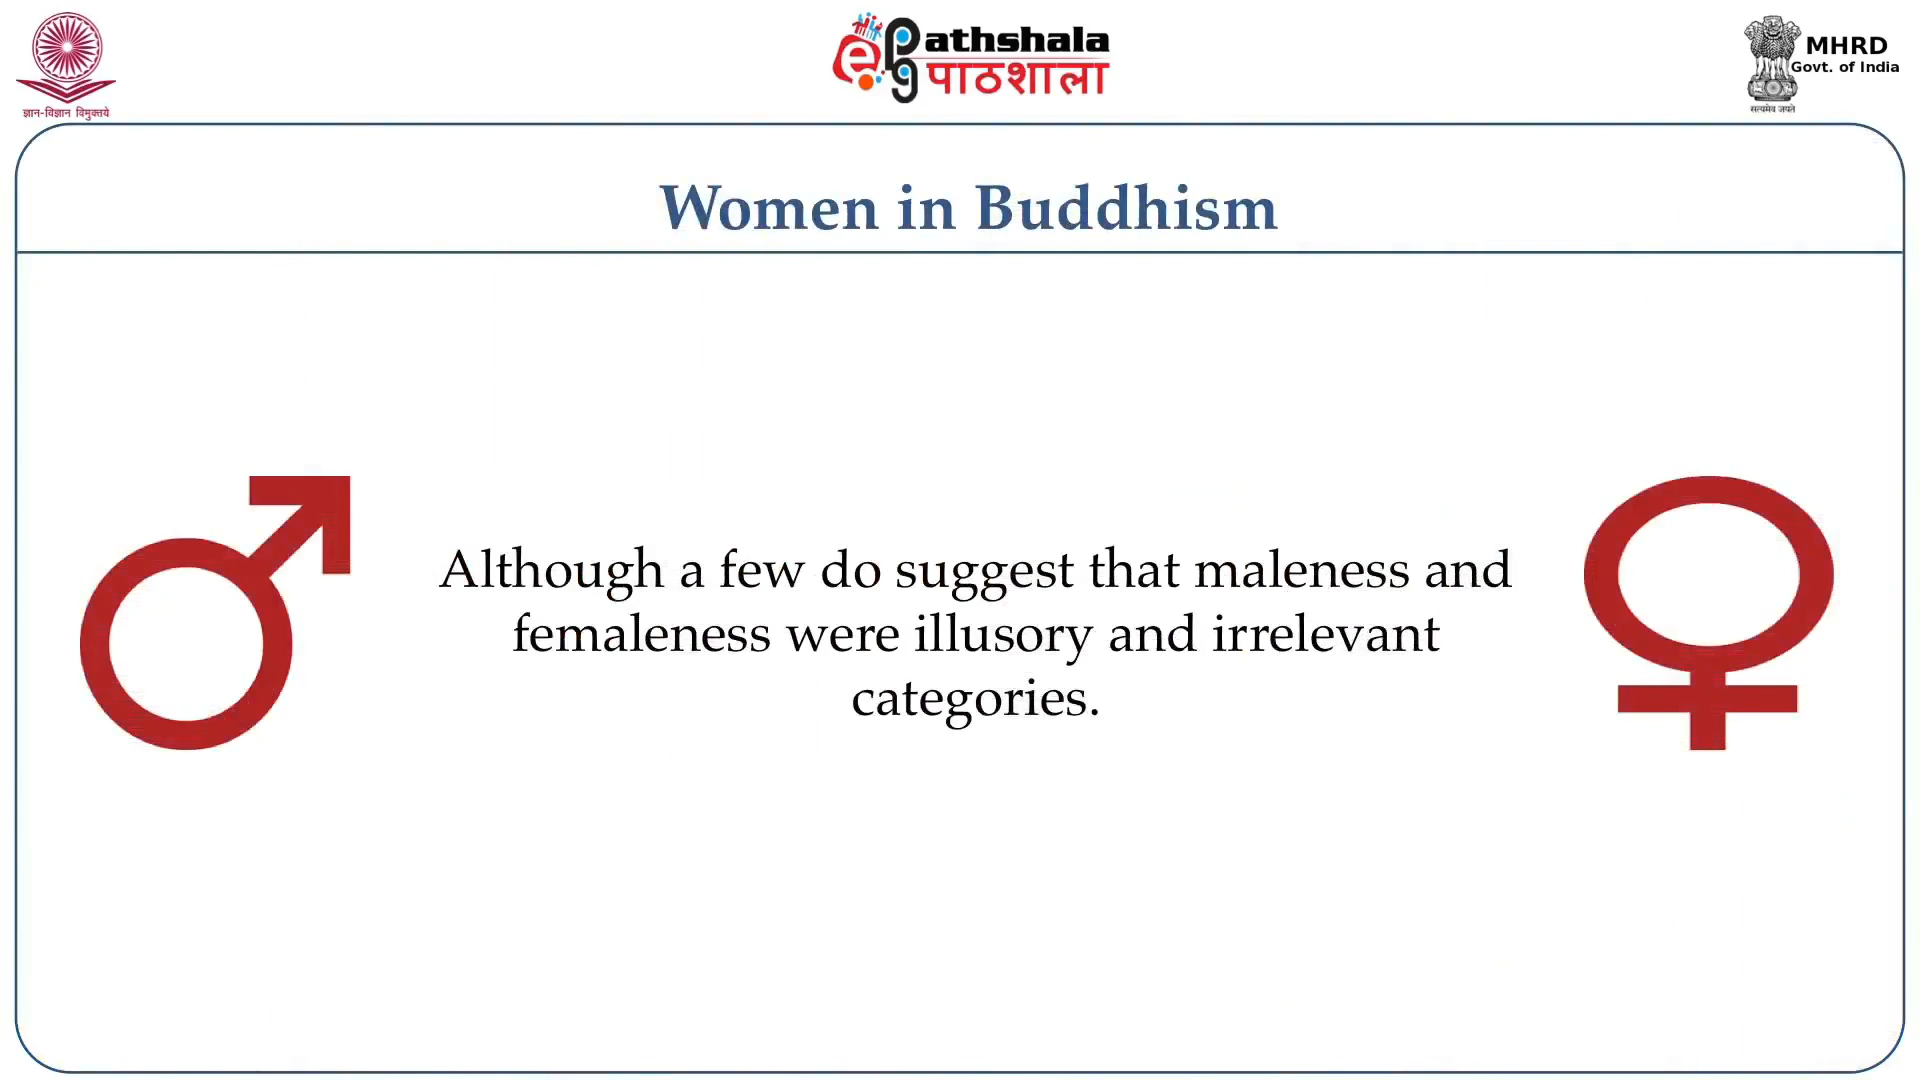 ज्ञान-विज्ञान विमुक्तये
ePGathshala
पाठशाला
MHRD
Govt. of India
सत्यमेव जयते
Women in Buddhism
Although a few do suggest that maleness and
femaleness were illusory and irrelevant
categories.